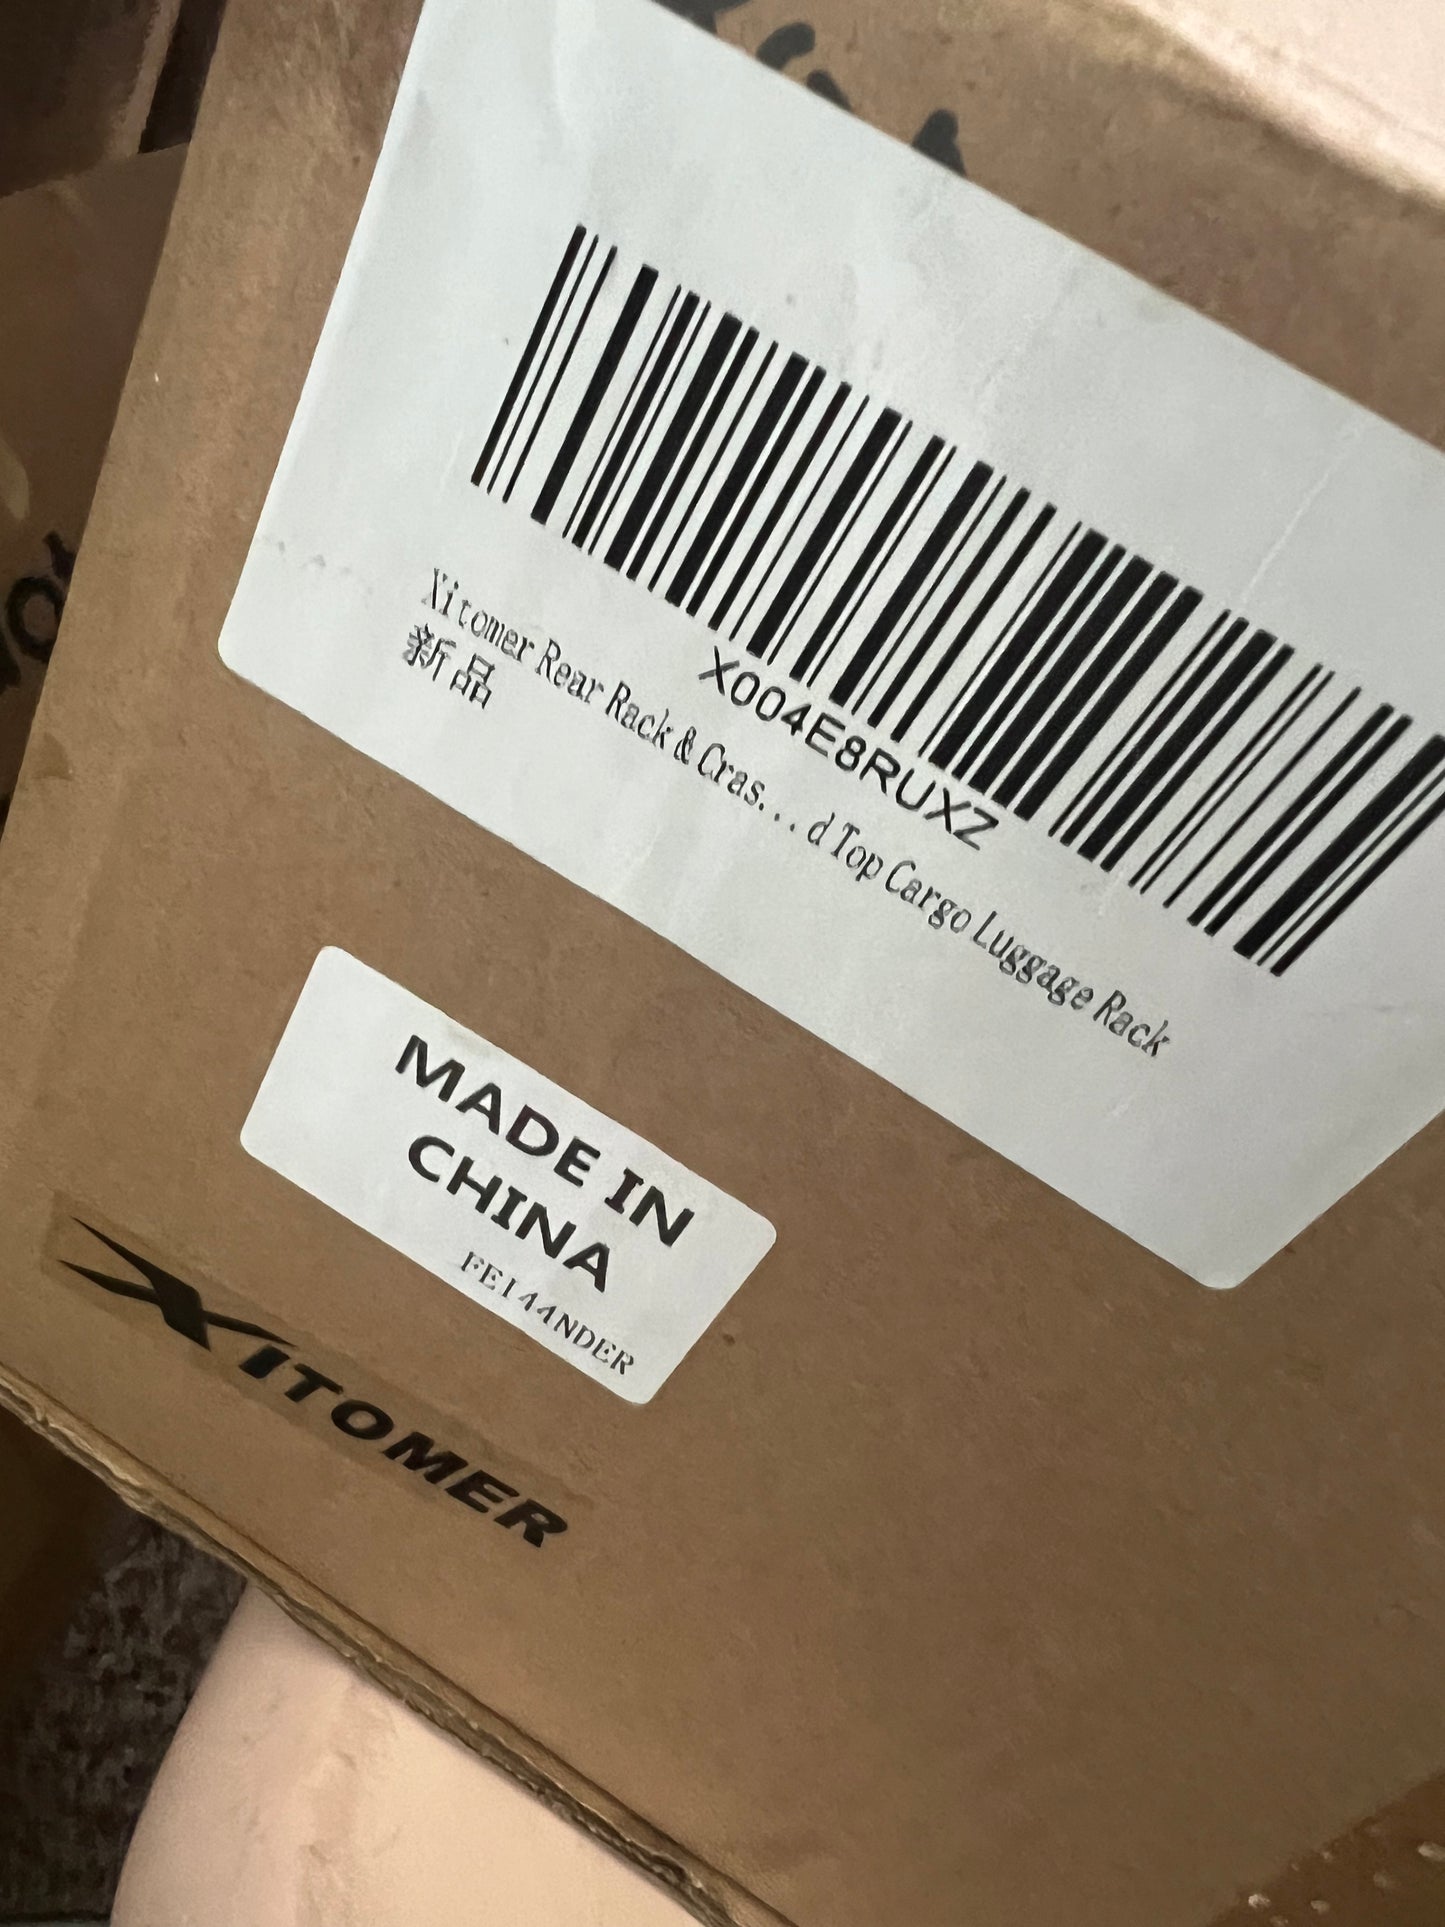 X004E8RUXZ
Xitomer Rear Rack & Cras...d Top Cargo Luggage Rack
新品
MADE IN
CHINA
FE144NDER
XITOMER